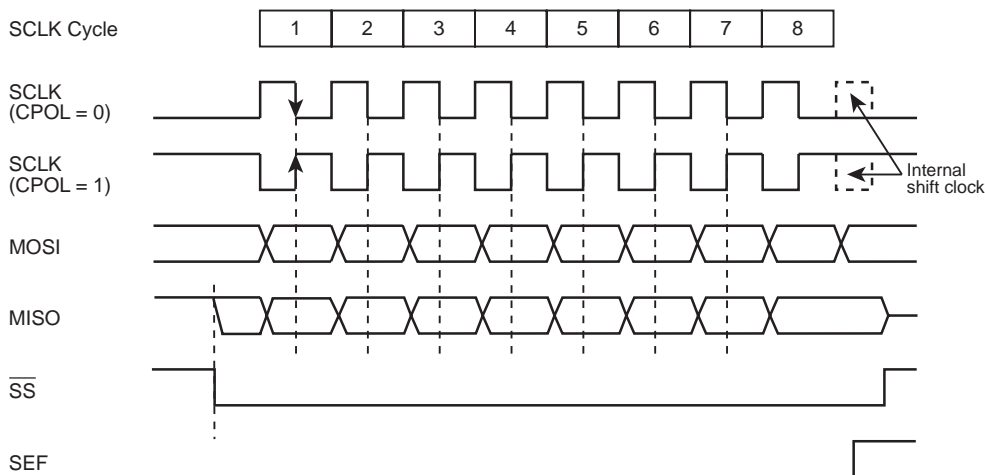 SCLK Cycle
1 2 3 4 5 6 7 8
SCLK
(CPOL = 0)
SCLK
(CPOL = 1)
Internal
shift clock
MOSI
MISO
SS
SEF